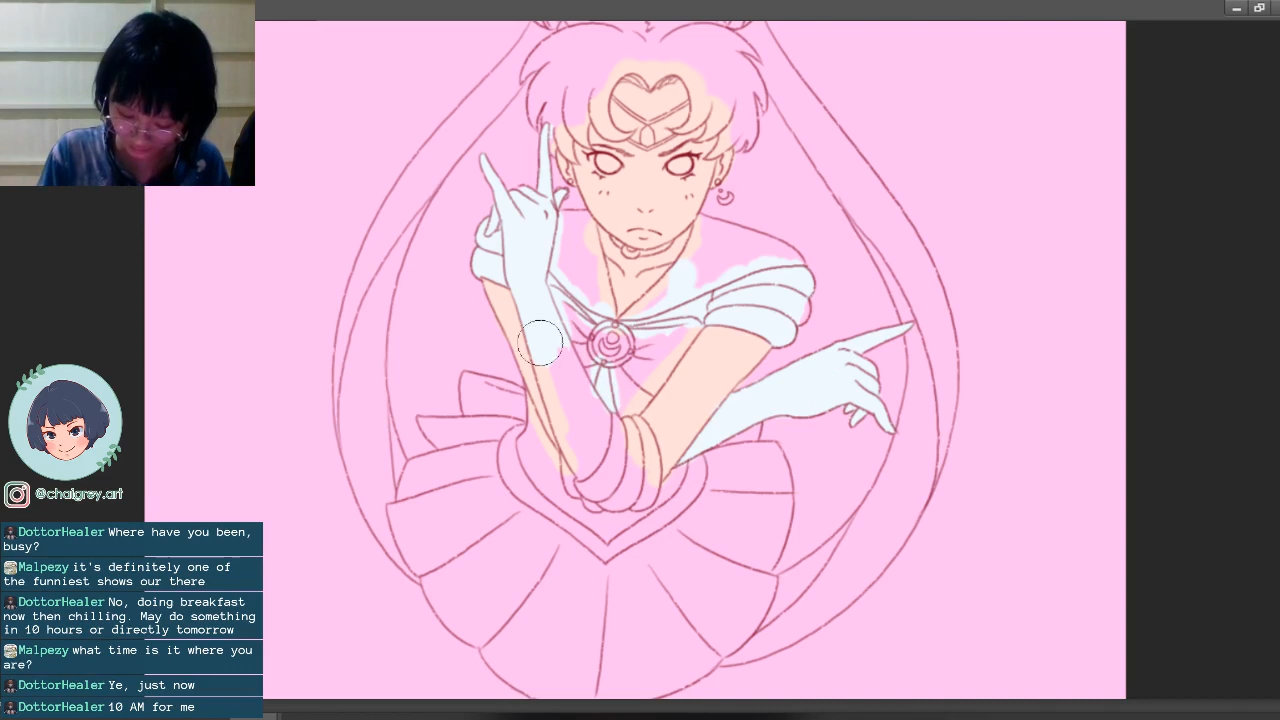 @chaigrey.art
DottorHealer Where have you been,
busy?
Malpezy it's definitely one of
the funniest shows our there
DottorHealer No, doing breakfast
now then chilling. May do something
in 10 hours or directly tomorrow
Malpezy what time is it where you
are?
DottorHealer Ye, just now
DottorHealer 10 AM for me